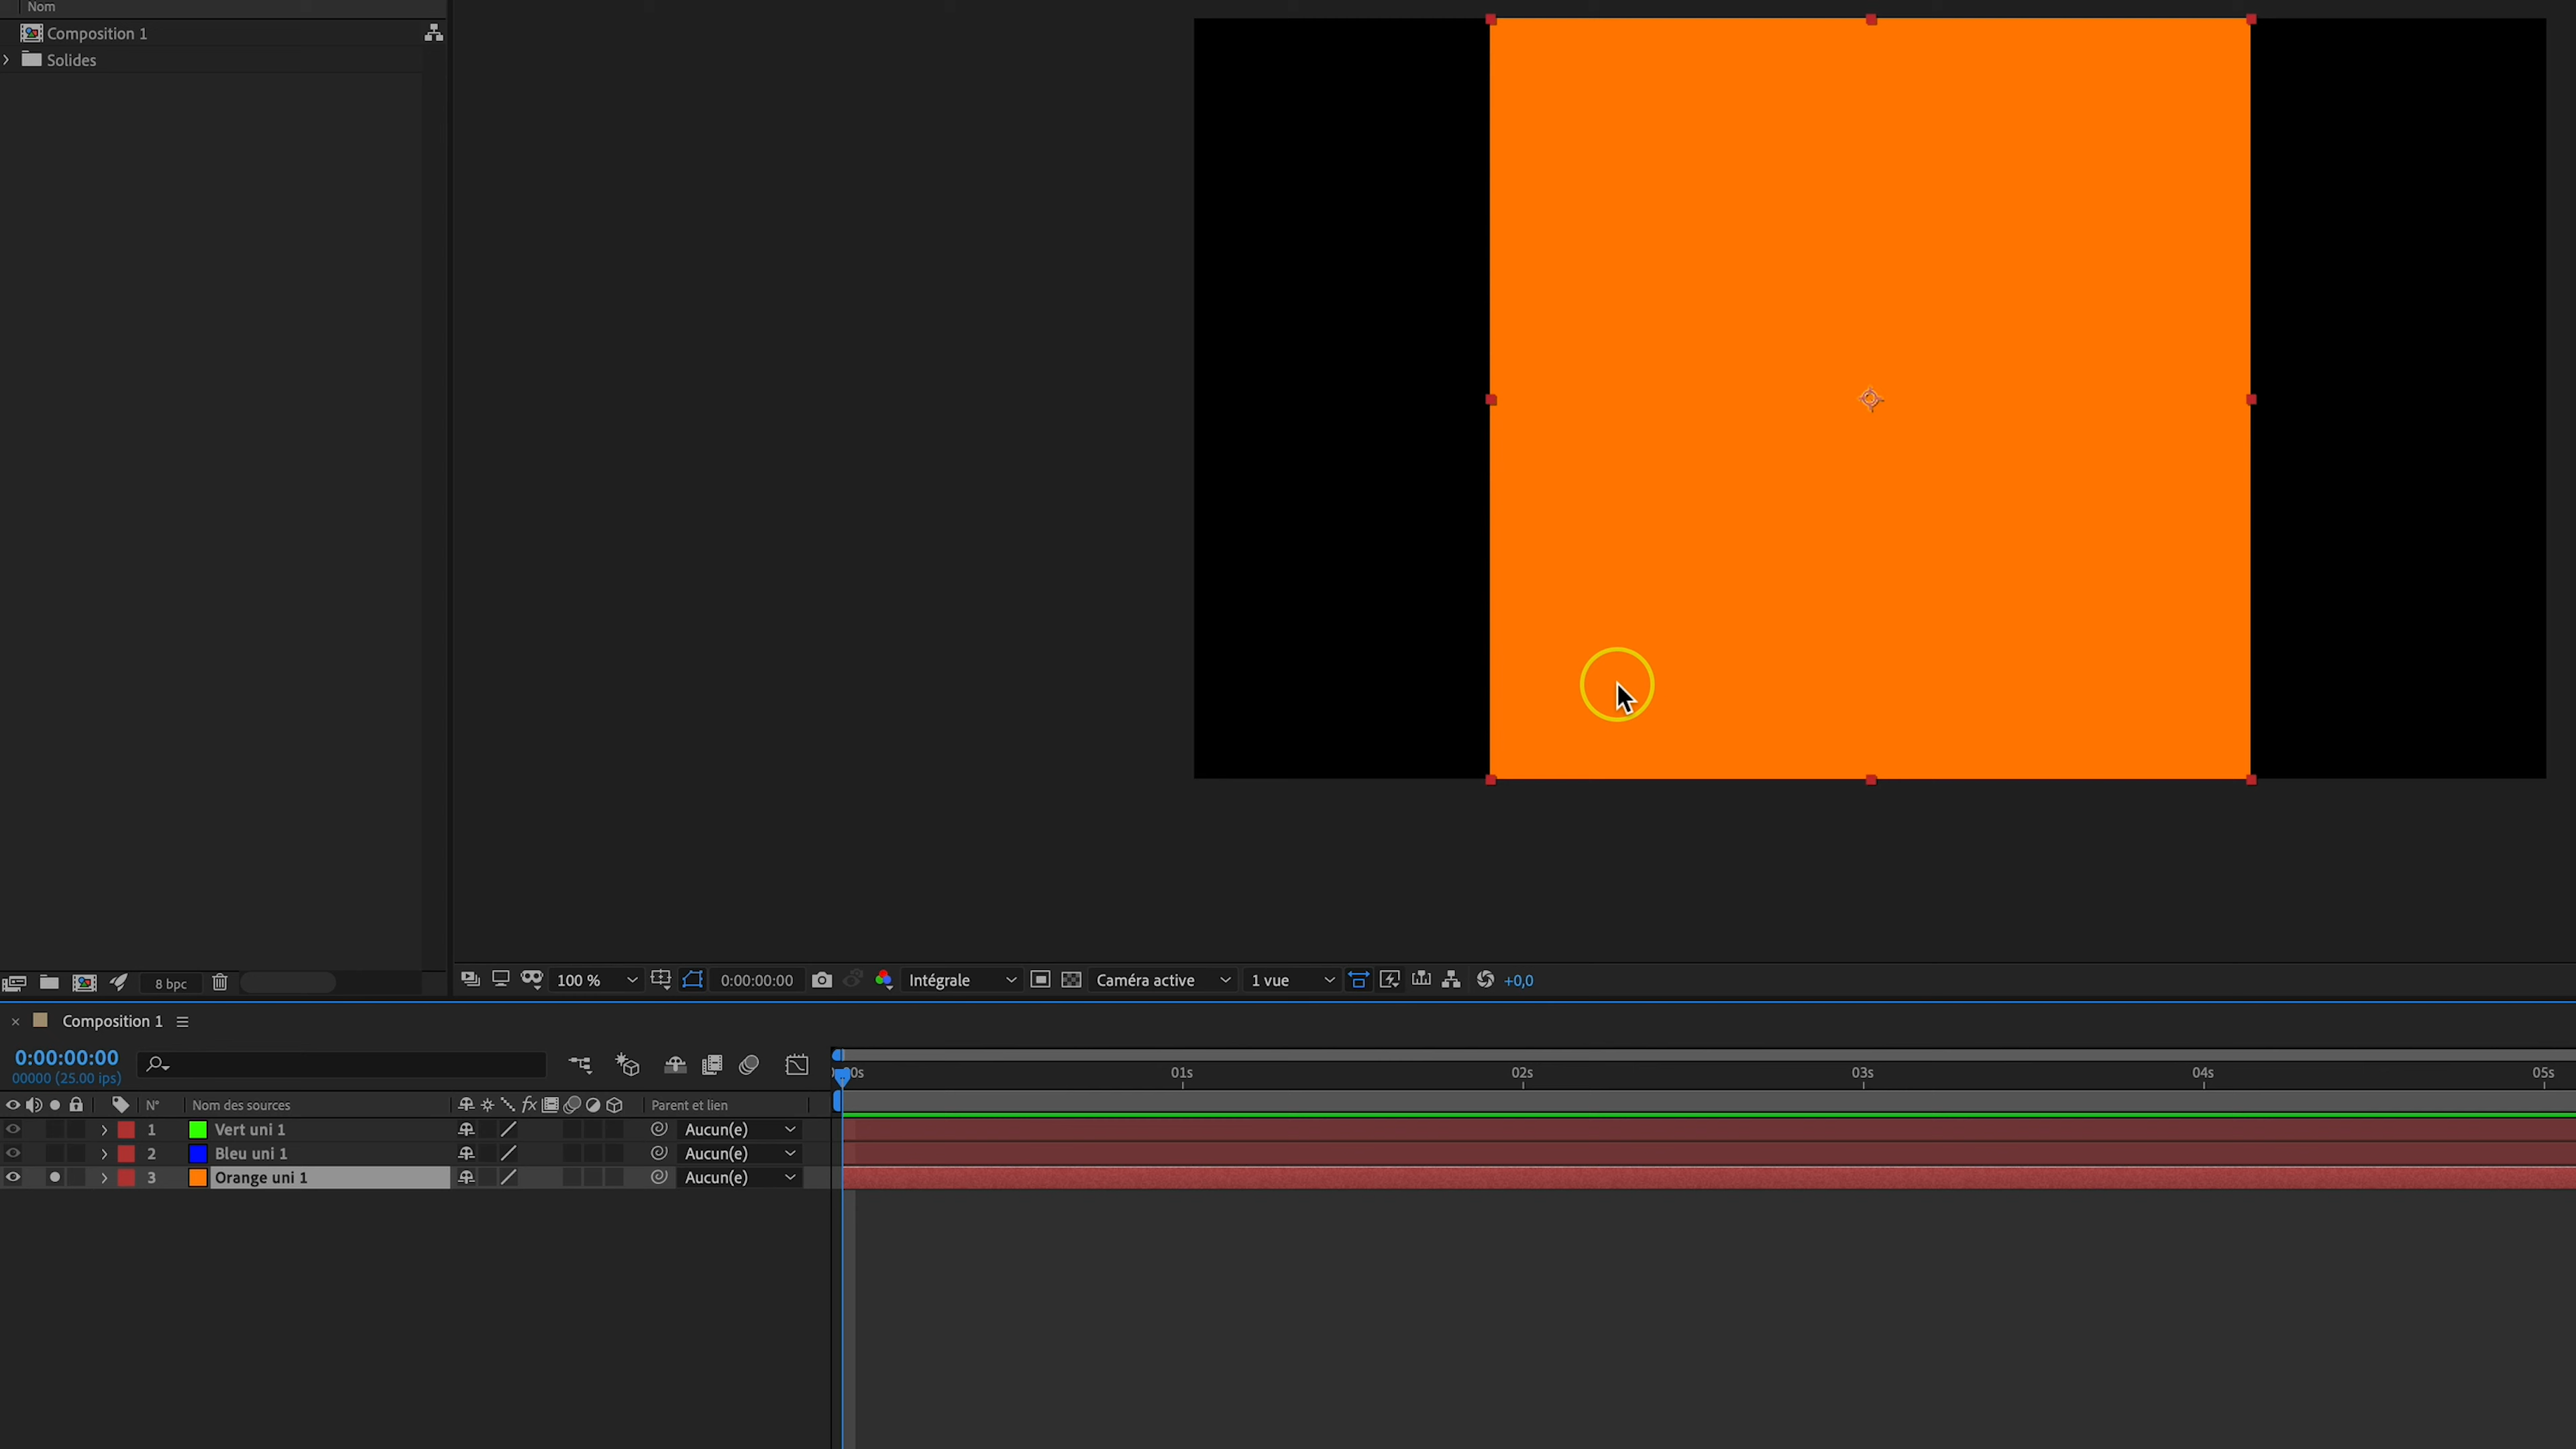 Nom
Composition 1
Solides
8 bpc
100 %
0:00:00:00
Intégrale
Caméra active
1 vue
+0,0
Composition 1
0:00:00:00
00000 (25.00 ips)
00s 01s 02s 03s 04s 05s
N° Nom des sources fx Parent et lien
1 Vert uni 1 Aucun(e)
2 Bleu uni 1 Aucun(e)
3 Orange uni 1 Aucun(e)